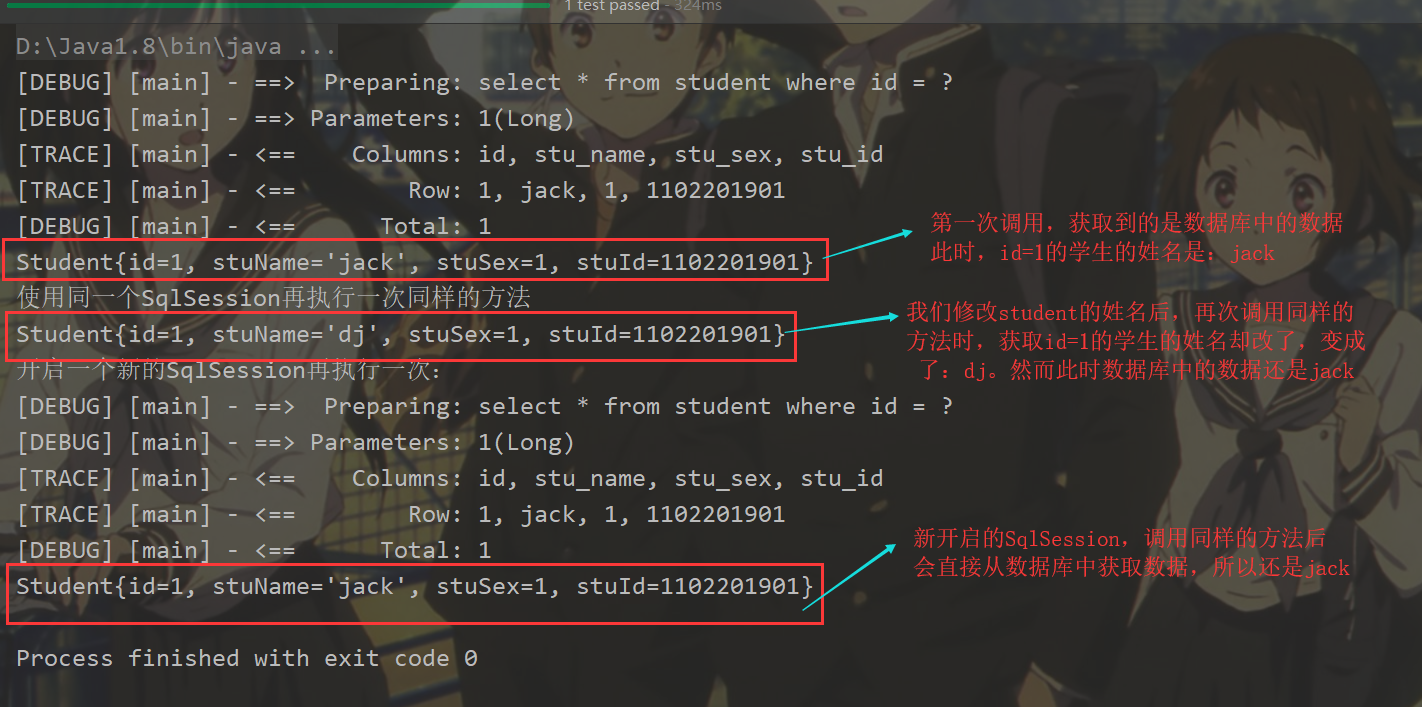 1 test passed - 324ms
D:\Java1.8\bin\java ...
[DEBUG] [main] - ==>  Preparing: select * from student where id = ?
[DEBUG] [main] - ==> Parameters: 1(Long)
[TRACE] [main] - <==    Columns: id, stu_name, stu_sex, stu_id
[TRACE] [main] - <==        Row: 1, jack, 1, 1102201901
[DEBUG] [main] - <==      Total: 1
第一次调用，获取到的是数据库中的数据
此时，id=1的学生的姓名是：jack
Student{id=1, stuName='jack', stuSex=1, stuId=1102201901}
使用同一个SqlSession再执行一次同样的方法
Student{id=1, stuName='dj', stuSex=1, stuId=1102201901}
我们修改student的姓名后，再次调用同样的
方法时，获取id=1的学生的姓名却改了，变成
了：dj。然而此时数据库中的数据还是jack
开启一个新的SqlSession再执行一次：
[DEBUG] [main] - ==>  Preparing: select * from student where id = ?
[DEBUG] [main] - ==> Parameters: 1(Long)
[TRACE] [main] - <==    Columns: id, stu_name, stu_sex, stu_id
[TRACE] [main] - <==        Row: 1, jack, 1, 1102201901
[DEBUG] [main] - <==      Total: 1
新开启的SqlSession，调用同样的方法后
会直接从数据库中获取数据，所以还是jack
Student{id=1, stuName='jack', stuSex=1, stuId=1102201901}
Process finished with exit code 0